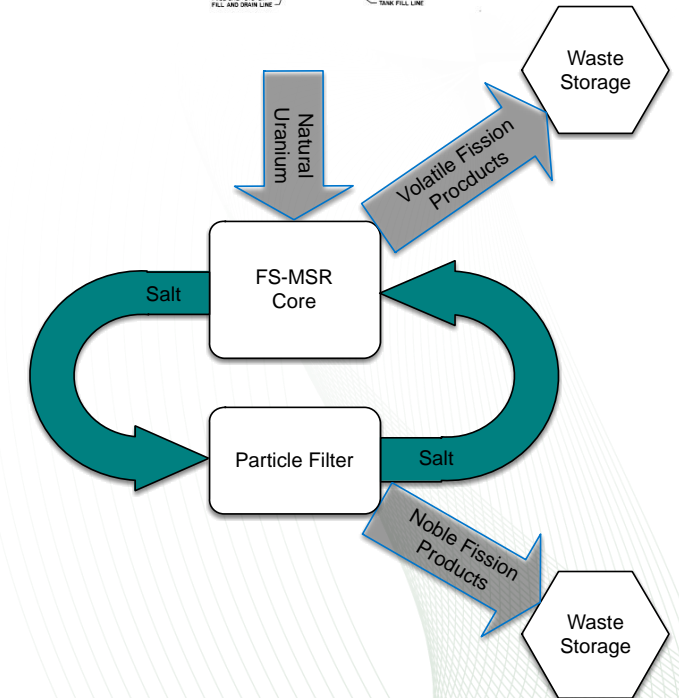 FILL AND DRAIN LINE
TANK FILL LINE
Waste
Storage
Natural
Uranium
Volatile Fission
Procducts
FS-MSR
Core
Salt
Particle Filter
Salt
Noble Fission
Products
Waste
Storage